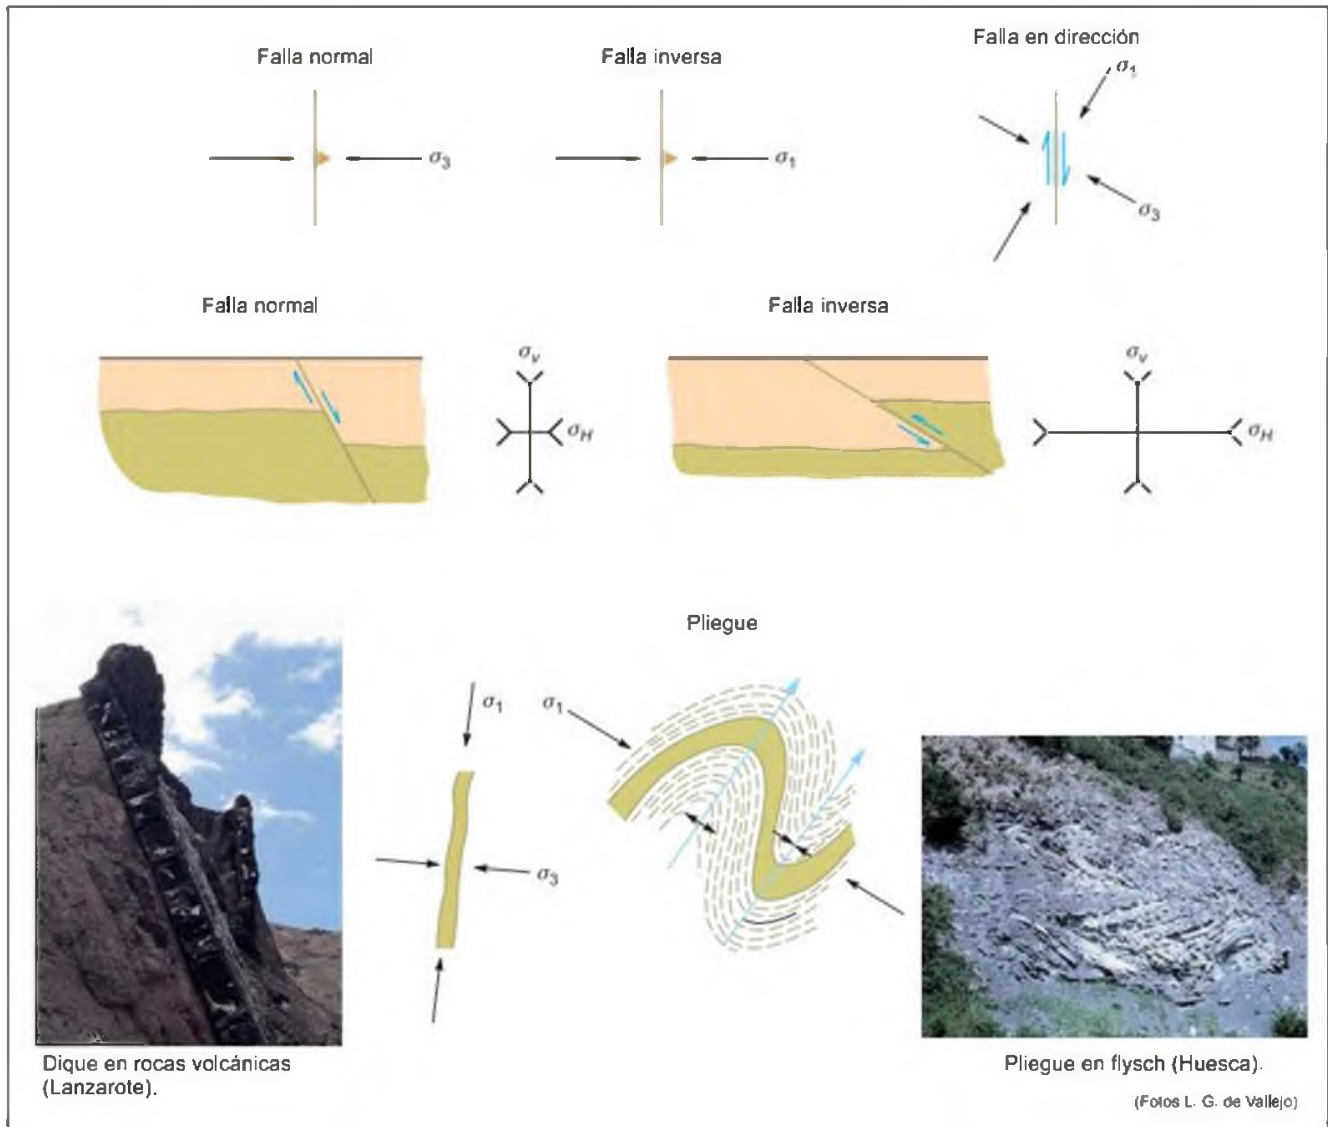 Falla normal
Falla inversa
Falla en dirección
σ1
σ3
σ1
σ3
Falla normal
Falla inversa
σv
σH
σv
σH
Pliegue
σ1
σ1
σ3
Dique en rocas volcánicas
(Lanzarote).
Pliegue en flysch (Huesca).
(Fotos L. G. de Vallejo)